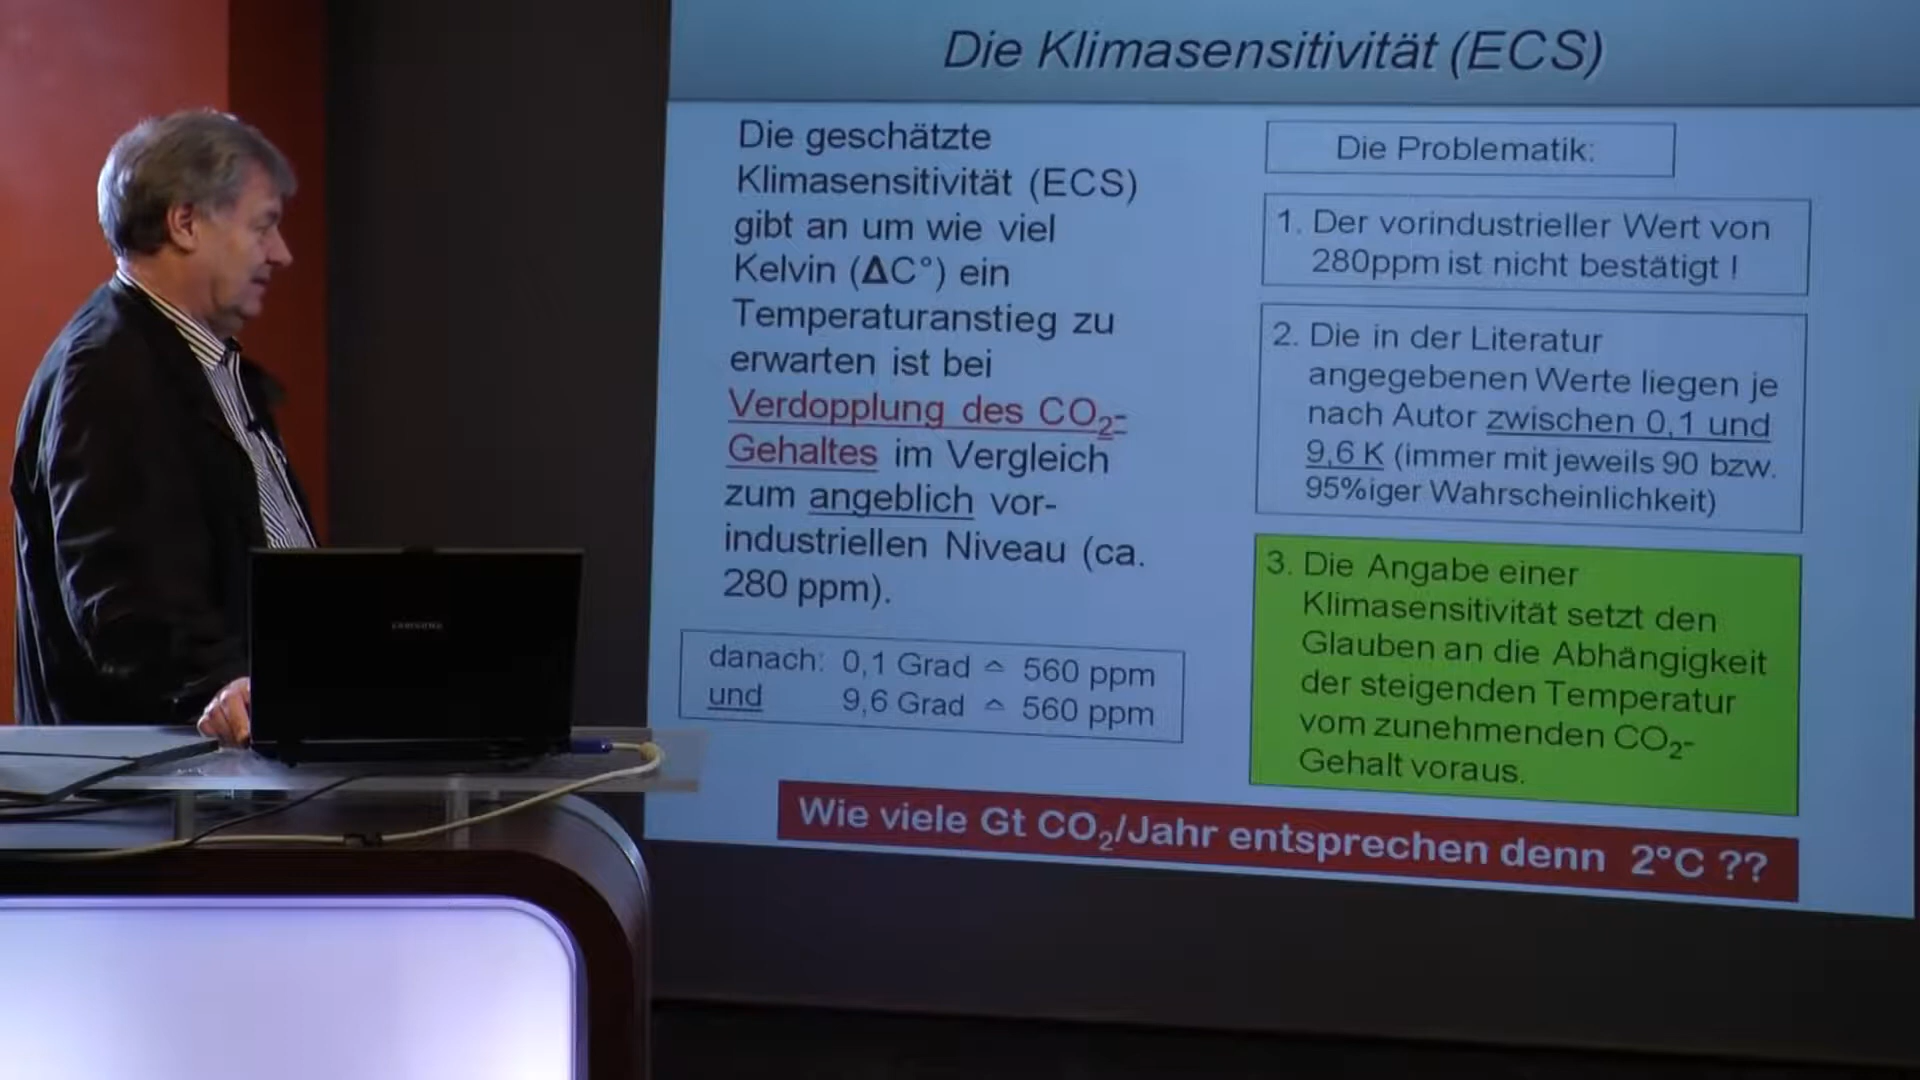 Die Klimasensitivität (ECS)
Die geschätzte
Klimasensitivität (ECS)
gibt an um wie viel
Kelvin (ΔC°) ein
Temperaturanstieg zu
erwarten ist bei
Verdopplung des CO₂-
Gehaltes im Vergleich
zum angeblich vor-
industriellen Niveau (ca.
280 ppm).
danach: 0,1 Grad ≙ 560 ppm
und 9,6 Grad ≙ 560 ppm
Die Problematik:
1. Der vorindustrieller Wert von
280ppm ist nicht bestätigt !
2. Die in der Literatur
angegebenen Werte liegen je
nach Autor zwischen 0,1 und
9,6 K (immer mit jeweils 90 bzw.
95%iger Wahrscheinlichkeit)
3. Die Angabe einer
Klimasensitivität setzt den
Glauben an die Abhängigkeit
der steigenden Temperatur
vom zunehmenden CO₂-
Gehalt voraus.
Wie viele Gt CO₂/Jahr entsprechen denn 2°C ??
SAMSUNG